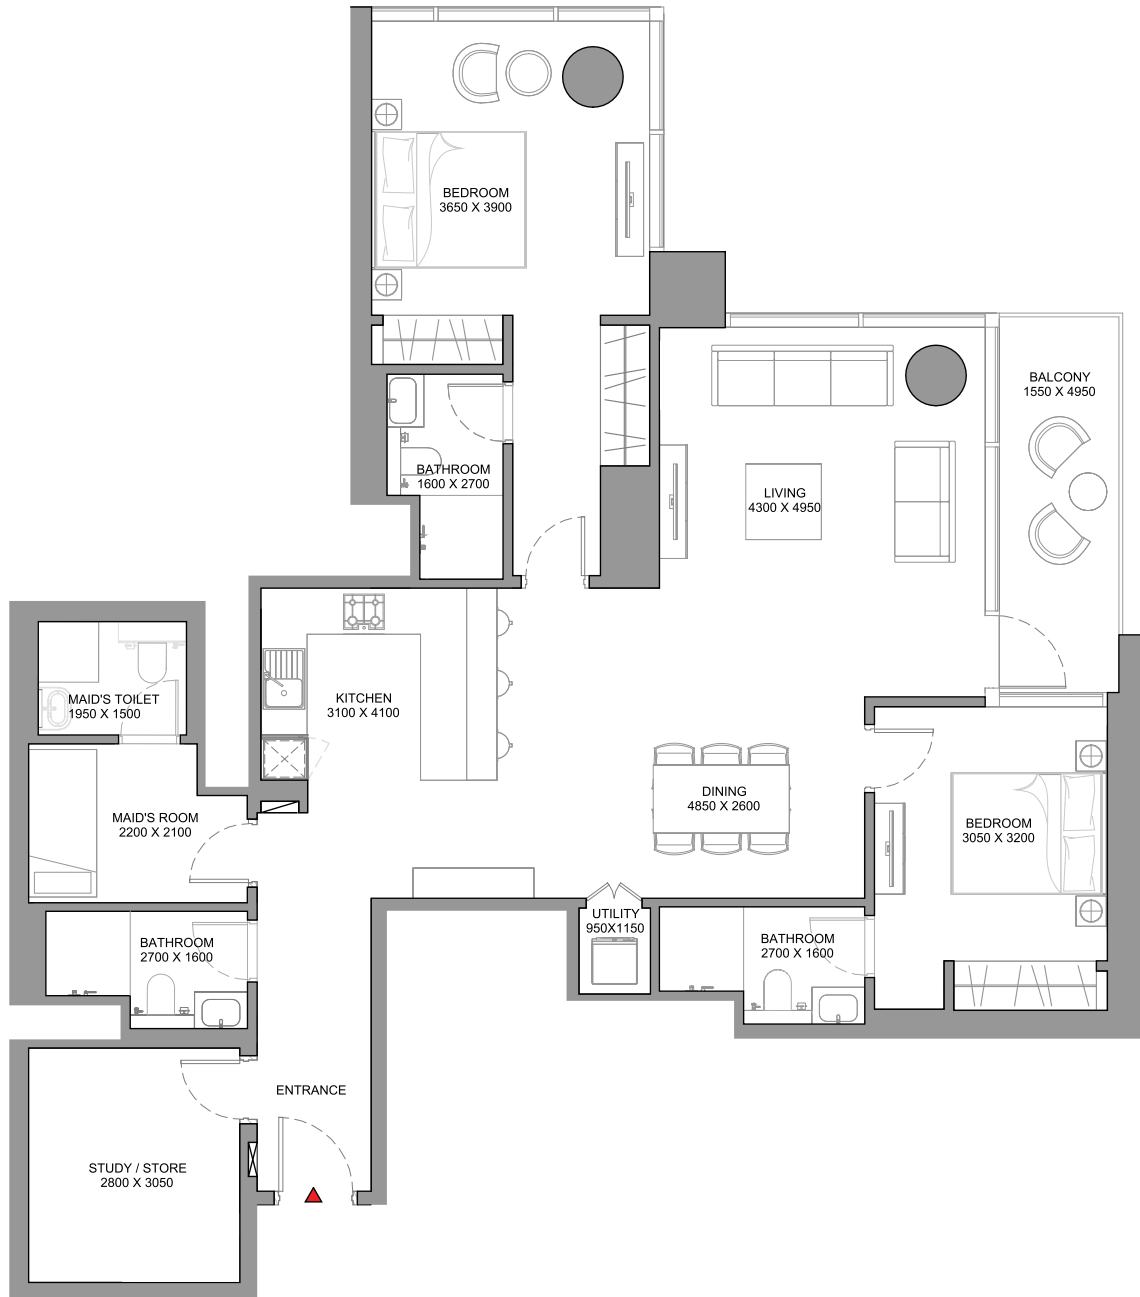 BEDROOM
3650 X 3900
BALCONY
1550 X 4950
BATHROOM
1600 X 2700
LIVING
4300 X 4950
MAID'S TOILET
1950 X 1500
KITCHEN
3100 X 4100
DINING
4850 X 2600
MAID'S ROOM
2200 X 2100
BEDROOM
3050 X 3200
UTILITY
950X1150
BATHROOM
2700 X 1600
BATHROOM
2700 X 1600
ENTRANCE
STUDY / STORE
2800 X 3050